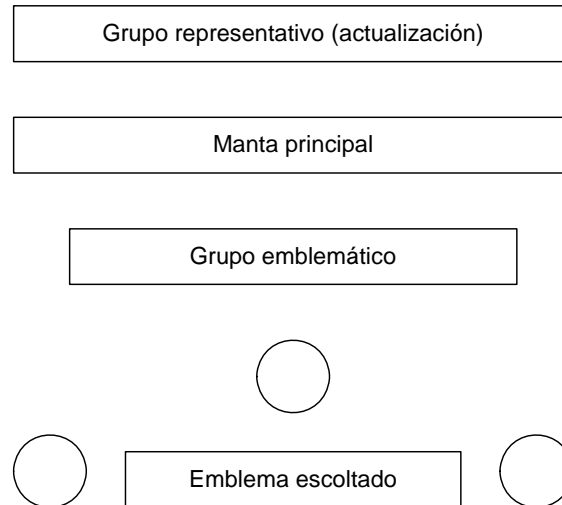 Grupo representativo (actualización)
Manta principal
Grupo emblemático
Emblema escoltado